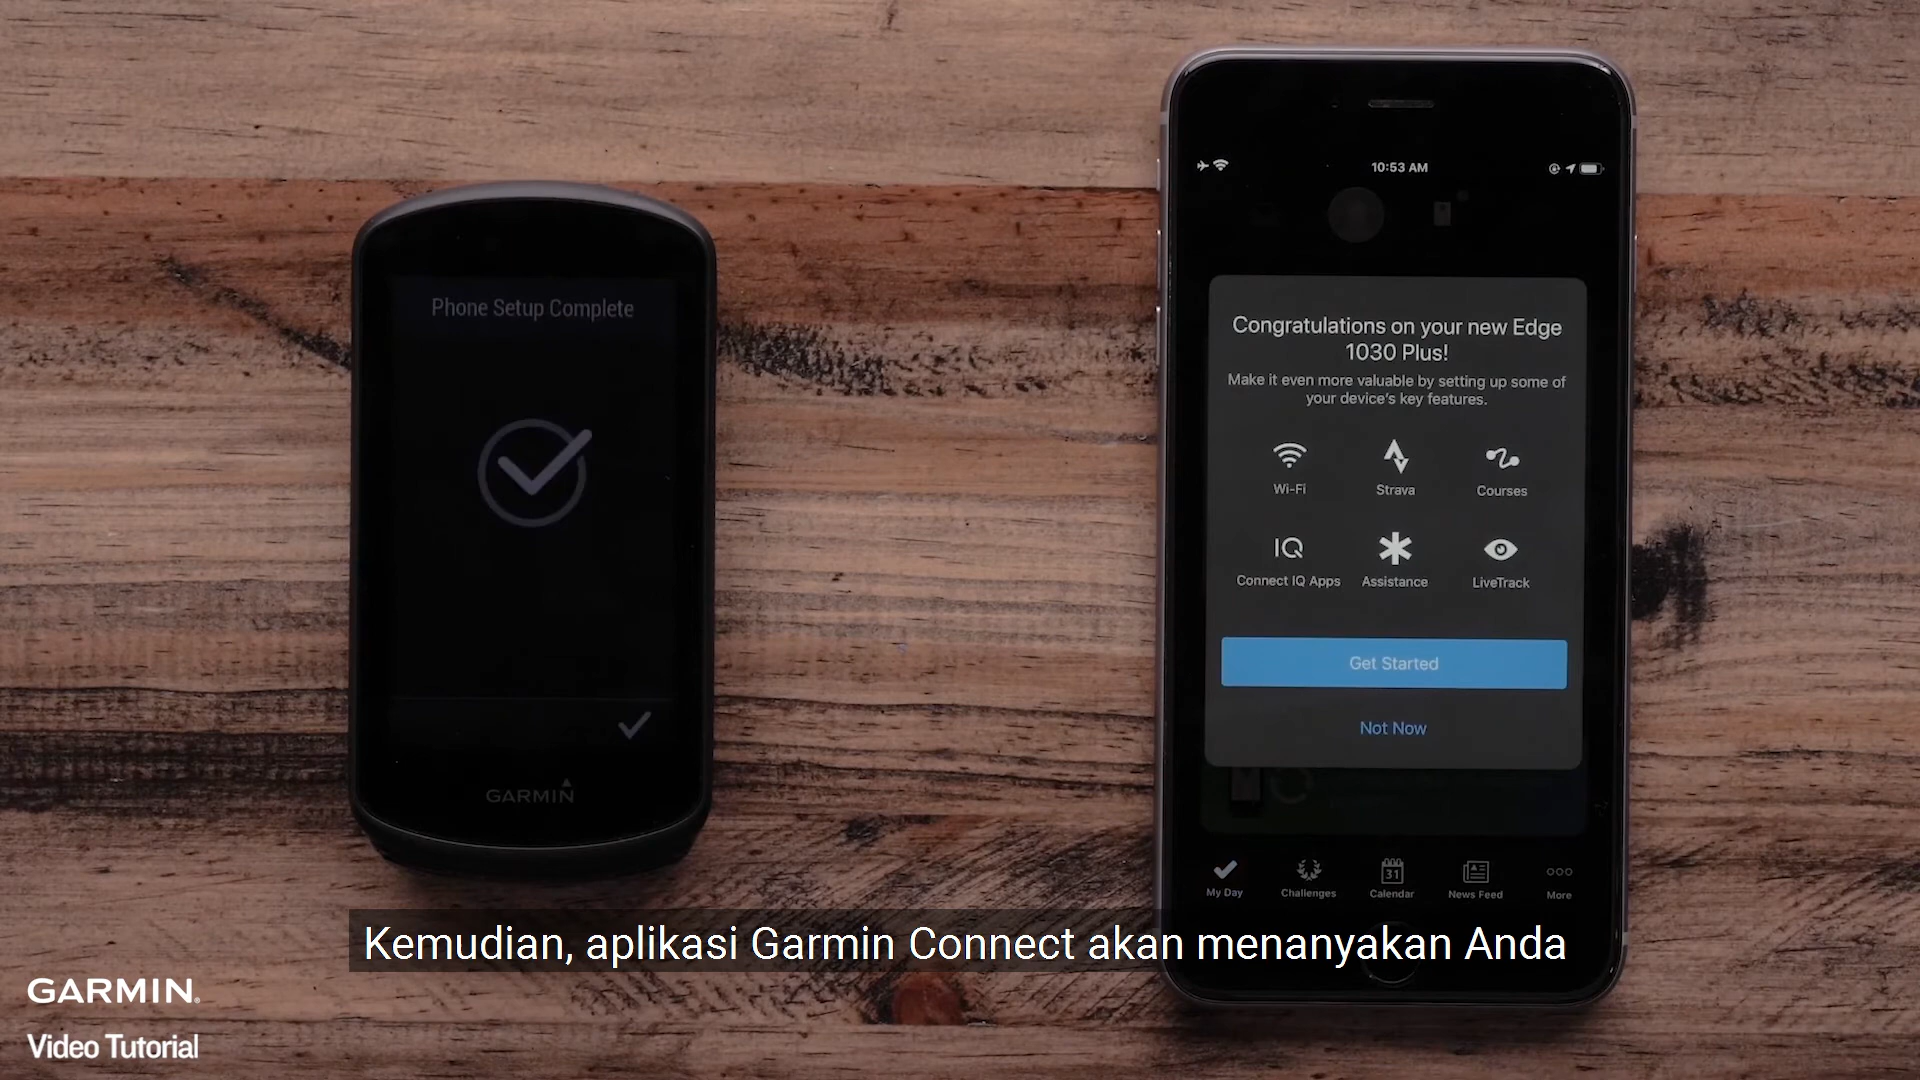 Phone Setup Complete
GARMIN
10:53 AM
Congratulations on your new Edge
1030 Plus!
Make it even more valuable by setting up some of
your device's key features.
Wi-Fi
Strava
Courses
IQ
Connect IQ Apps
Assistance
LiveTrack
Get Started
Not Now
My Day
Challenges
31
Calendar
News Feed
More
Kemudian, aplikasi Garmin Connect akan menanyakan Anda
GARMIN.
Video Tutorial